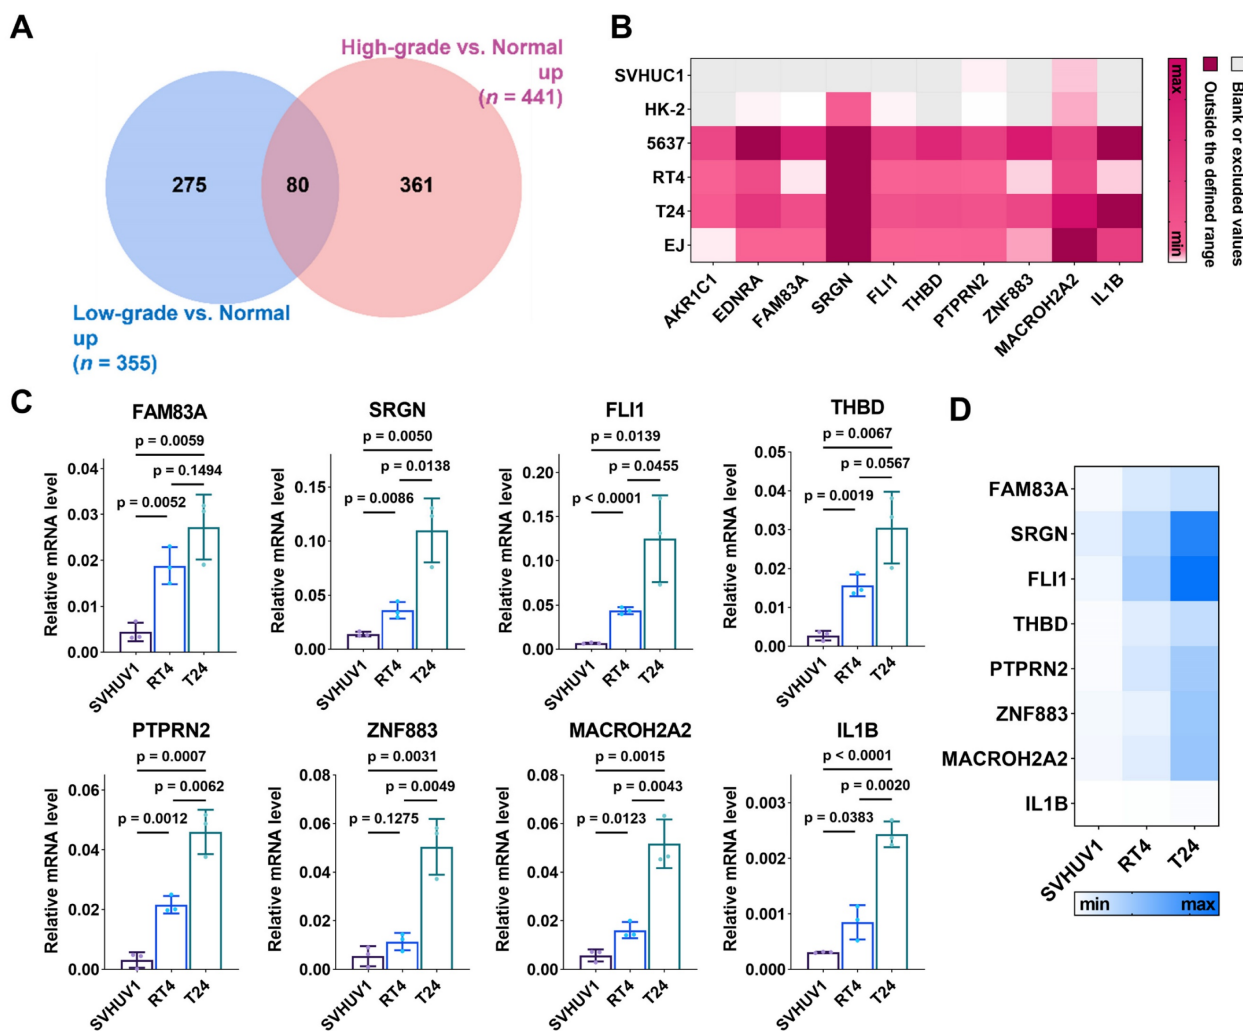 A
High-grade vs. Normal
up
(n = 441)
275
80
361
Low-grade vs. Normal
up
(n = 355)
B
SVHUC1
HK-2
5637
RT4
T24
EJ
AKR1C1
EDNRA
FAM83A
SRGN
FLI1
THBD
PTPRN2
ZNF883
MACROH2A2
IL1B
max
min
Outside the defined range
Blank or excluded values
C
FAM83A
p = 0.0059
p = 0.1494
p = 0.0052
Relative mRNA level
0.04
0.03
0.02
0.01
0.00
SVHUV1
RT4
T24
SRGN
p = 0.0050
p = 0.0138
p = 0.0086
Relative mRNA level
0.15
0.10
0.05
0.00
SVHUV1
RT4
T24
FLI1
p = 0.0139
p = 0.0455
p < 0.0001
Relative mRNA level
0.20
0.15
0.10
0.05
0.00
SVHUV1
RT4
T24
THBD
p = 0.0067
p = 0.0567
p = 0.0019
Relative mRNA level
0.05
0.04
0.03
0.02
0.01
0.00
SVHUV1
RT4
T24
PTPRN2
p = 0.0007
p = 0.0062
p = 0.0012
Relative mRNA level
0.06
0.04
0.02
0.00
SVHUV1
RT4
T24
ZNF883
p = 0.0031
p = 0.0049
p = 0.1275
Relative mRNA level
0.08
0.06
0.04
0.02
0.00
SVHUV1
RT4
T24
MACROH2A2
p = 0.0015
p = 0.0043
p = 0.0123
Relative mRNA level
0.08
0.06
0.04
0.02
0.00
SVHUV1
RT4
T24
IL1B
p < 0.0001
p = 0.0020
p = 0.0383
Relative mRNA level
0.003
0.002
0.001
0.000
SVHUV1
RT4
T24
D
FAM83A
SRGN
FLI1
THBD
PTPRN2
ZNF883
MACROH2A2
IL1B
SVHUV1
RT4
T24
min
max